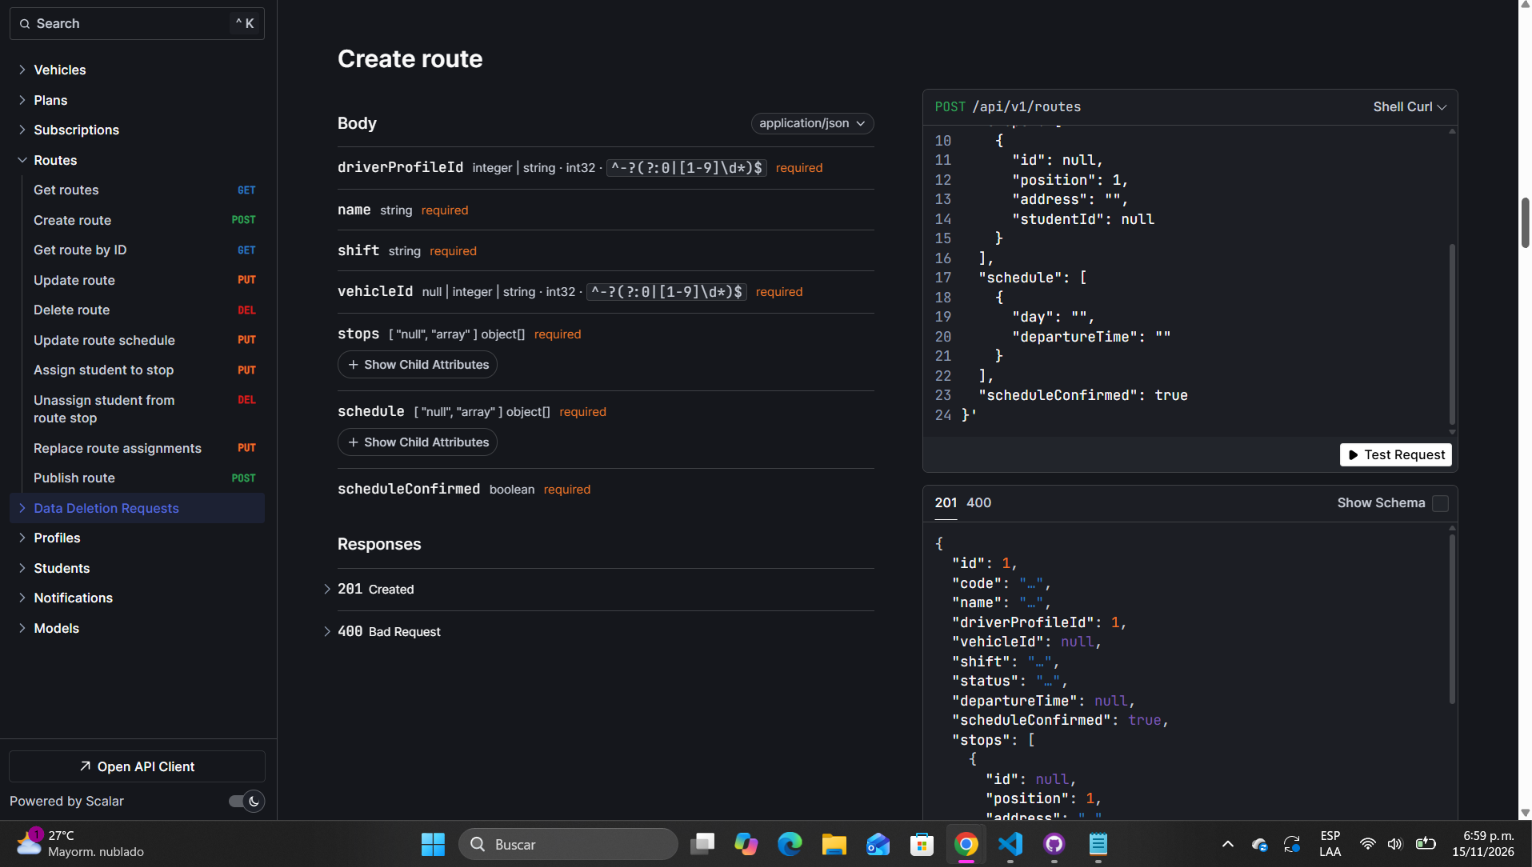 Search ^ K
Vehicles
Plans
Subscriptions
Routes
Get routes GET
Create route POST
Get route by ID GET
Update route PUT
Delete route DEL
Update route schedule PUT
Assign student to stop PUT
Unassign student from DEL
route stop
Replace route assignments PUT
Publish route POST
Data Deletion Requests
Profiles
Students
Notifications
Models
Open API Client
Powered by Scalar
Create route
Body application/json
driverProfileId integer | string · int32 · ^-?(?:0|[1-9]\d*)$ required
name string required
shift string required
vehicleId null | integer | string · int32 · ^-?(?:0|[1-9]\d*)$ required
stops [ "null", "array" ] object[] required
+ Show Child Attributes
schedule [ "null", "array" ] object[] required
+ Show Child Attributes
scheduleConfirmed boolean required
Responses
201 Created
400 Bad Request
POST /api/v1/routes Shell Curl
10 {
11 "id": null,
12 "position": 1,
13 "address": "",
14 "studentId": null
15 }
16 ],
17 "schedule": [
18 {
19 "day": "",
20 "departureTime": ""
21 }
22 ],
23 "scheduleConfirmed": true
24 }'
Test Request
201 400 Show Schema
{
"id": 1,
"code": "…",
"name": "…",
"driverProfileId": 1,
"vehicleId": null,
"shift": "…",
"status": "…",
"departureTime": null,
"scheduleConfirmed": true,
"stops": [
{
"id": null,
"position": 1,
"address": "…"
1
27°C
Mayorm. nublado
Buscar
ESP
LAA
6:59 p.m.
15/11/2026